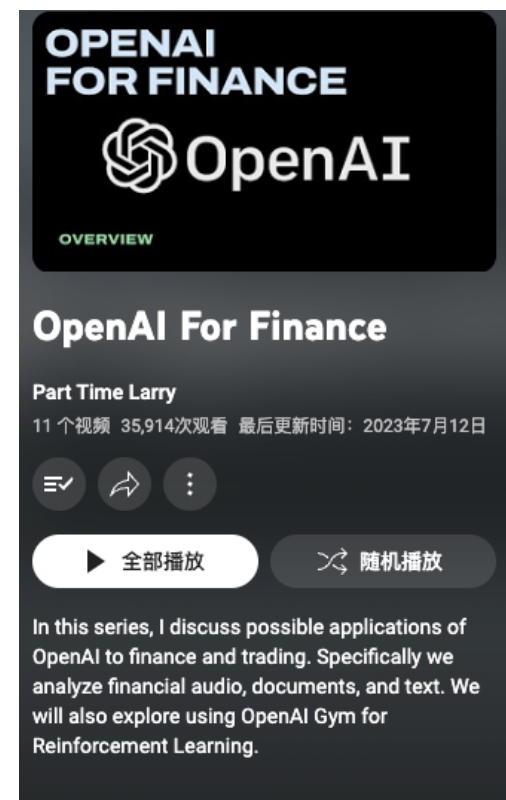 OPENAI
FOR FINANCE
OpenAI
OVERVIEW
OpenAI For Finance
Part Time Larry
11 个视频 35,914次观看 最后更新时间：2023年7月12日
全部播放
随机播放
In this series, I discuss possible applications of
OpenAI to finance and trading. Specifically we
analyze financial audio, documents, and text. We
will also explore using OpenAI Gym for
Reinforcement Learning.